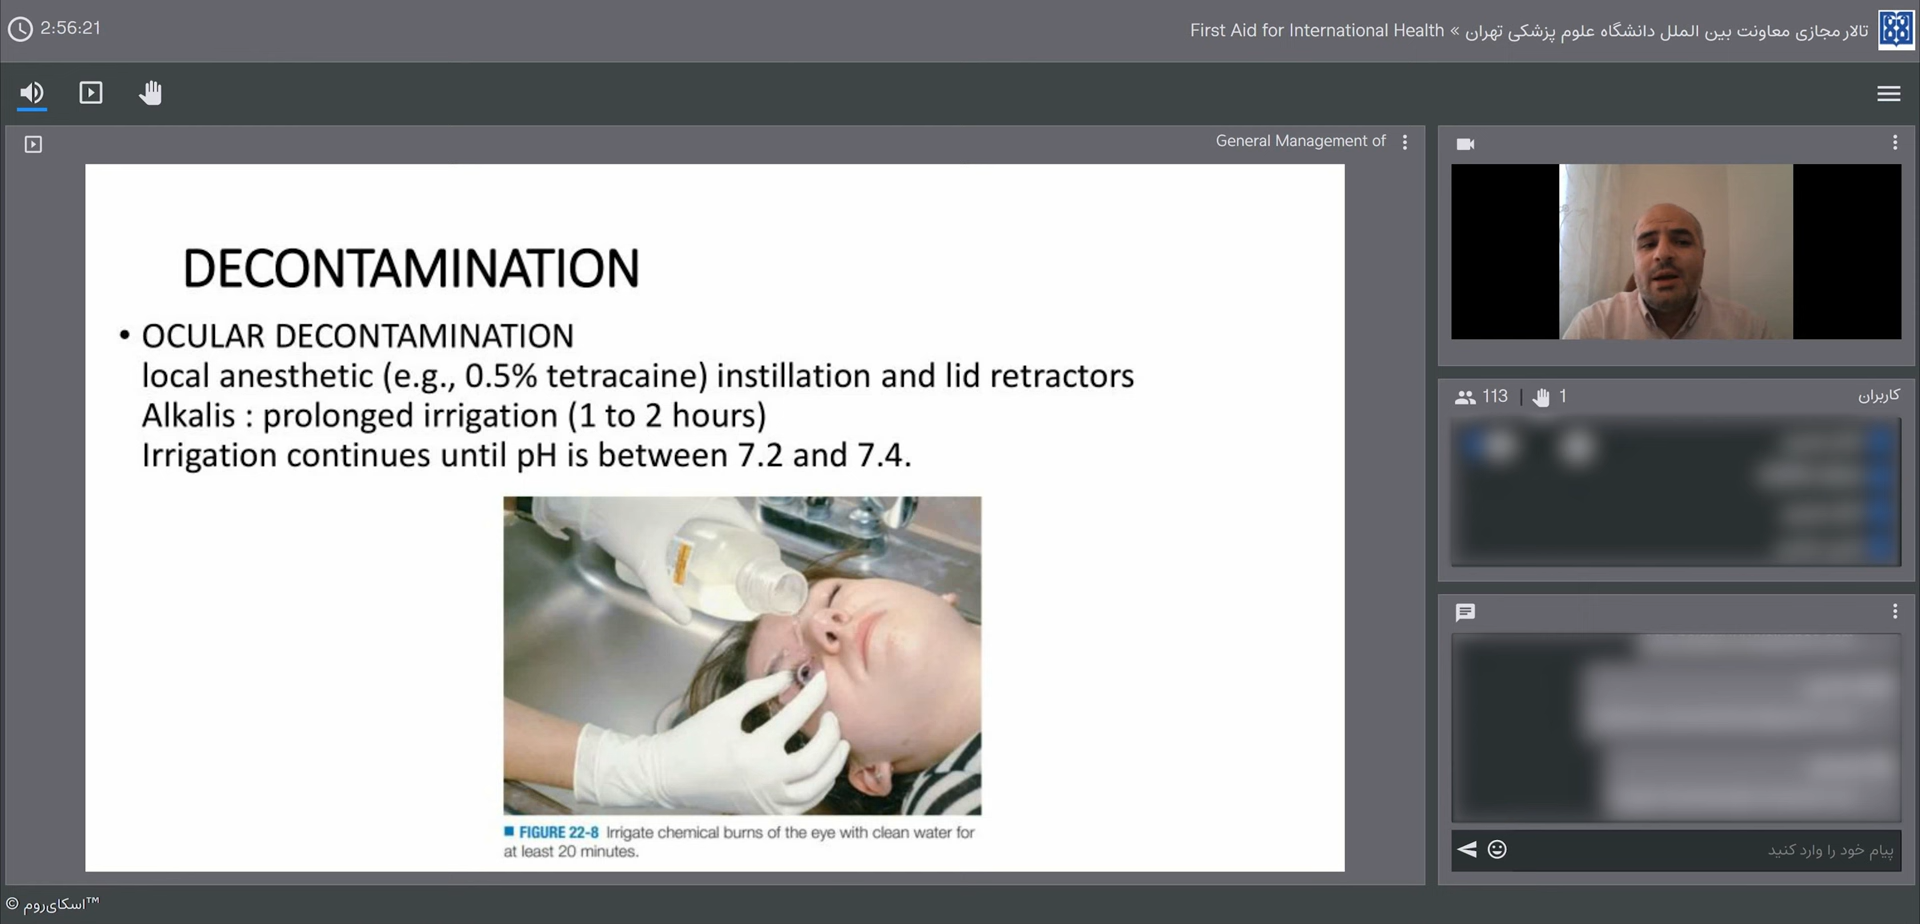 2:56:21
تالار مجازی معاونت بین الملل دانشگاه علوم پزشکی تهران » First Aid for International Health
General Management of
DECONTAMINATION
• OCULAR DECONTAMINATION
local anesthetic (e.g., 0.5% tetracaine) instillation and lid retractors
Alkalis : prolonged irrigation (1 to 2 hours)
Irrigation continues until pH is between 7.2 and 7.4.
FIGURE 22-8 Irrigate chemical burns of the eye with clean water for
at least 20 minutes.
113 | 1
کاربران
پیام خود را وارد کنید
© اسکای‌روم™